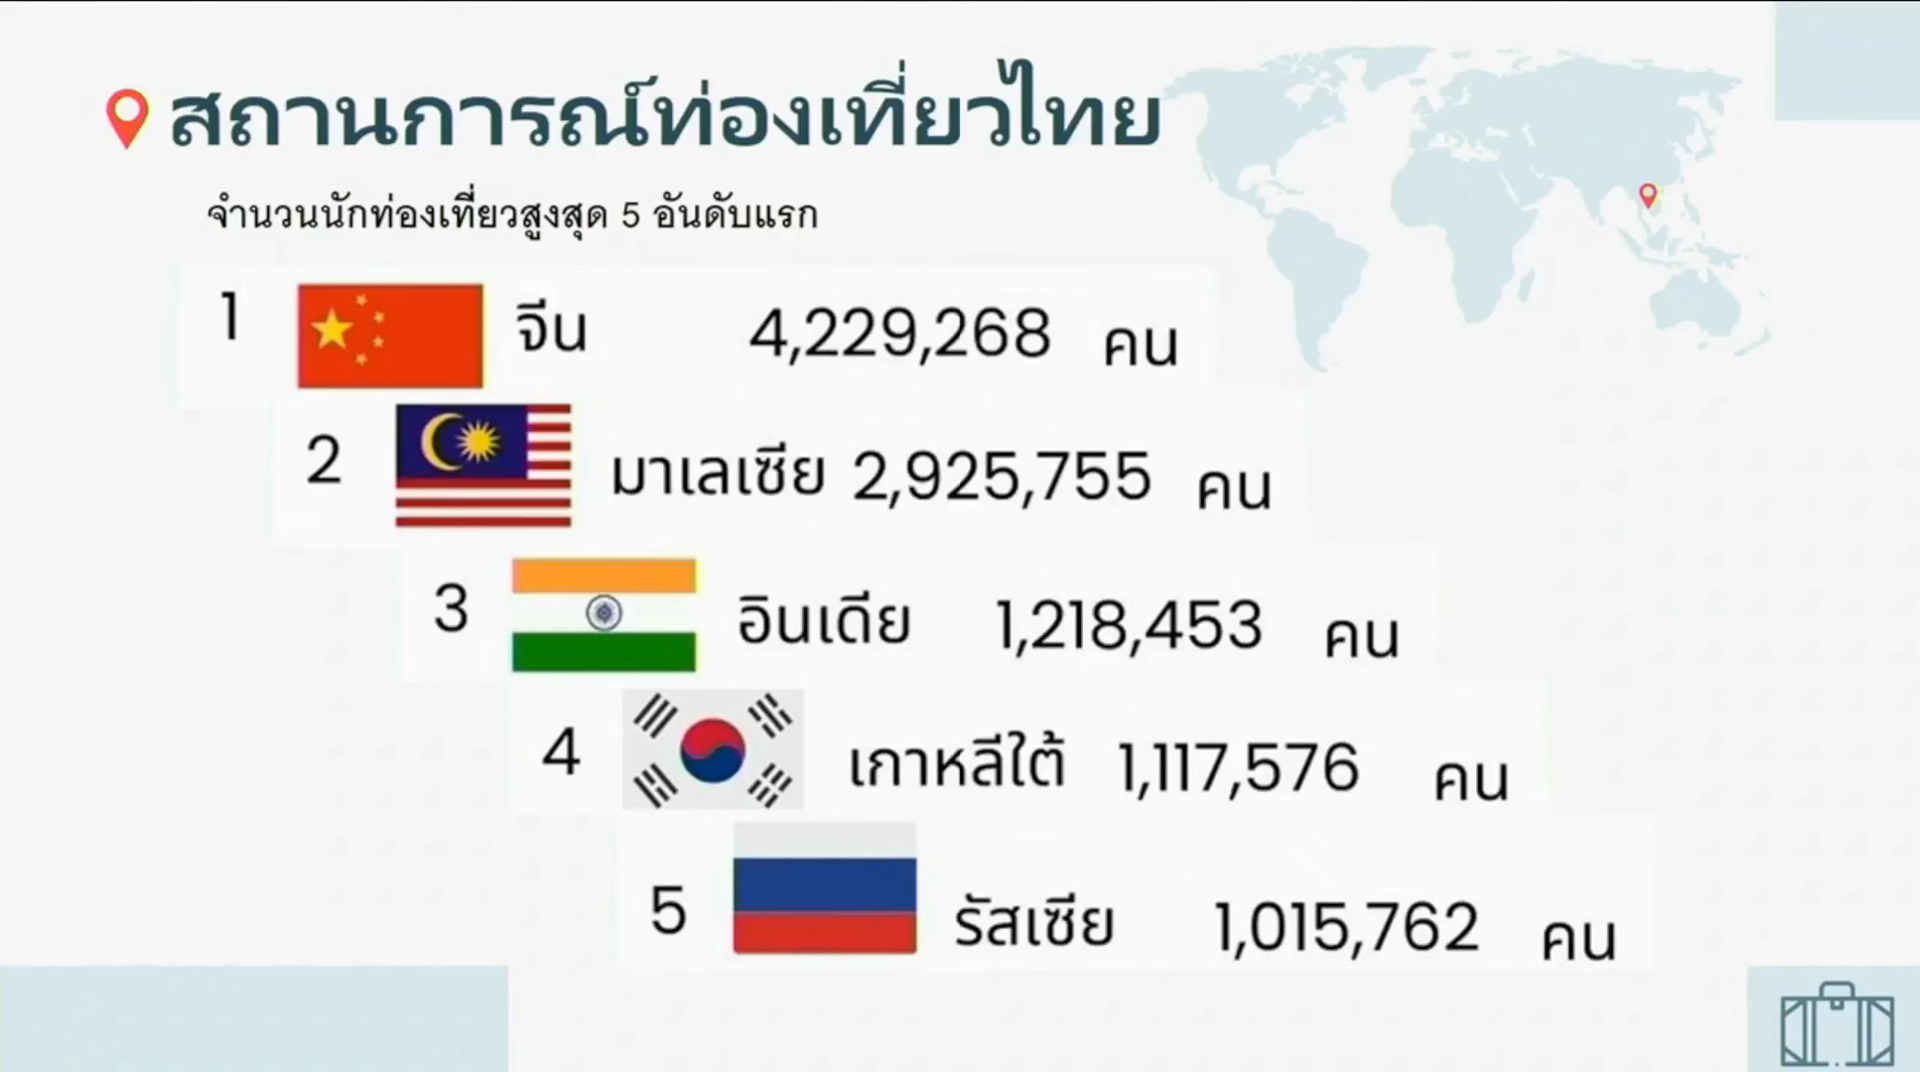 สถานการณ์ท่องเที่ยวไทย
จำนวนนักท่องเที่ยวสูงสุด 5 อันดับแรก
1 จีน 4,229,268 คน
2 มาเลเซีย 2,925,755 คน
3 อินเดีย 1,218,453 คน
4 เกาหลีใต้ 1,117,576 คน
5 รัสเซีย 1,015,762 คน